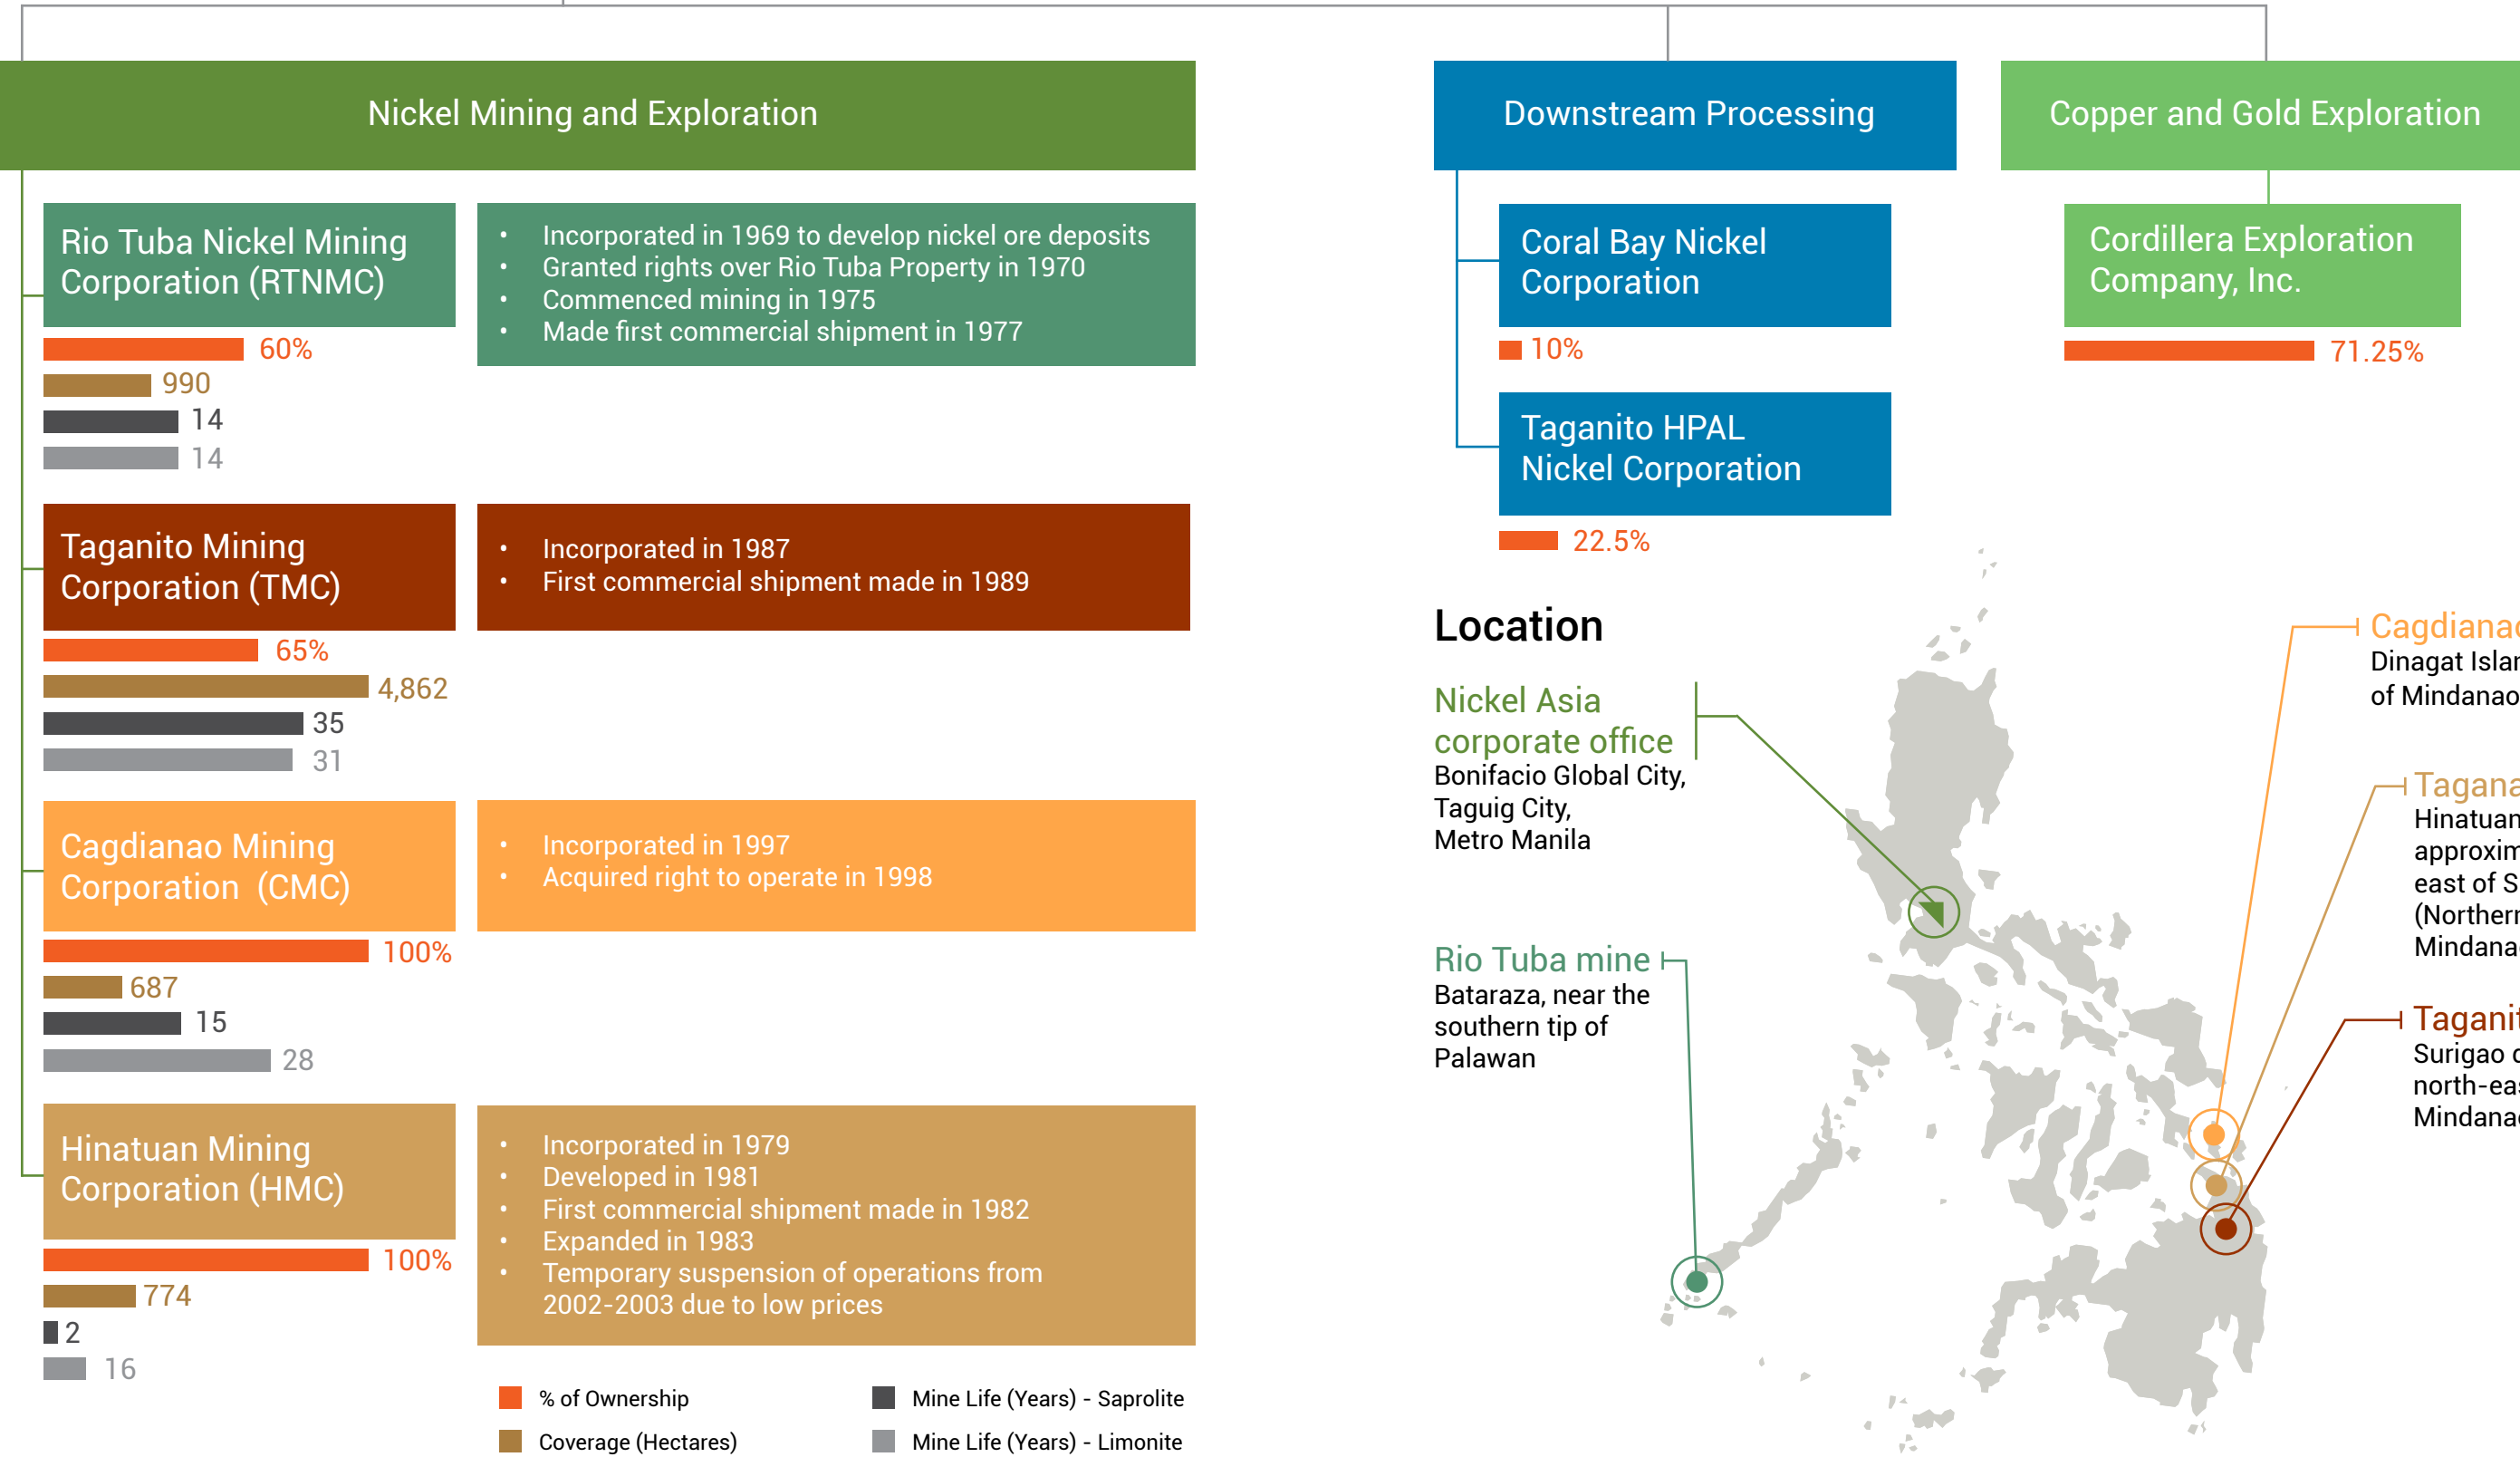 Nickel Mining and Exploration
Rio Tuba Nickel Mining
Corporation (RTNMC)
• Incorporated in 1969 to develop nickel ore deposits
• Granted rights over Rio Tuba Property in 1970
• Commenced mining in 1975
• Made first commercial shipment in 1977
60%
990
14
14
Taganito Mining
Corporation (TMC)
• Incorporated in 1987
• First commercial shipment made in 1989
65%
4,862
35
31
Cagdianao Mining
Corporation (CMC)
• Incorporated in 1997
• Acquired right to operate in 1998
100%
687
15
28
Hinatuan Mining
Corporation (HMC)
• Incorporated in 1979
• Developed in 1981
• First commercial shipment made in 1982
• Expanded in 1983
• Temporary suspension of operations from
2002-2003 due to low prices
100%
774
2
16
% of Ownership
Coverage (Hectares)
Mine Life (Years) - Saprolite
Mine Life (Years) - Limonite
Downstream Processing
Coral Bay Nickel
Corporation
10%
Taganito HPAL
Nickel Corporation
22.5%
Copper and Gold Exploration
Cordillera Exploration
Company, Inc.
71.25%
Location
Nickel Asia
corporate office
Bonifacio Global City,
Taguig City,
Metro Manila
Rio Tuba mine
Bataraza, near the
southern tip of
Palawan
Dinagat
of Mindanao
Hinatuan
east of